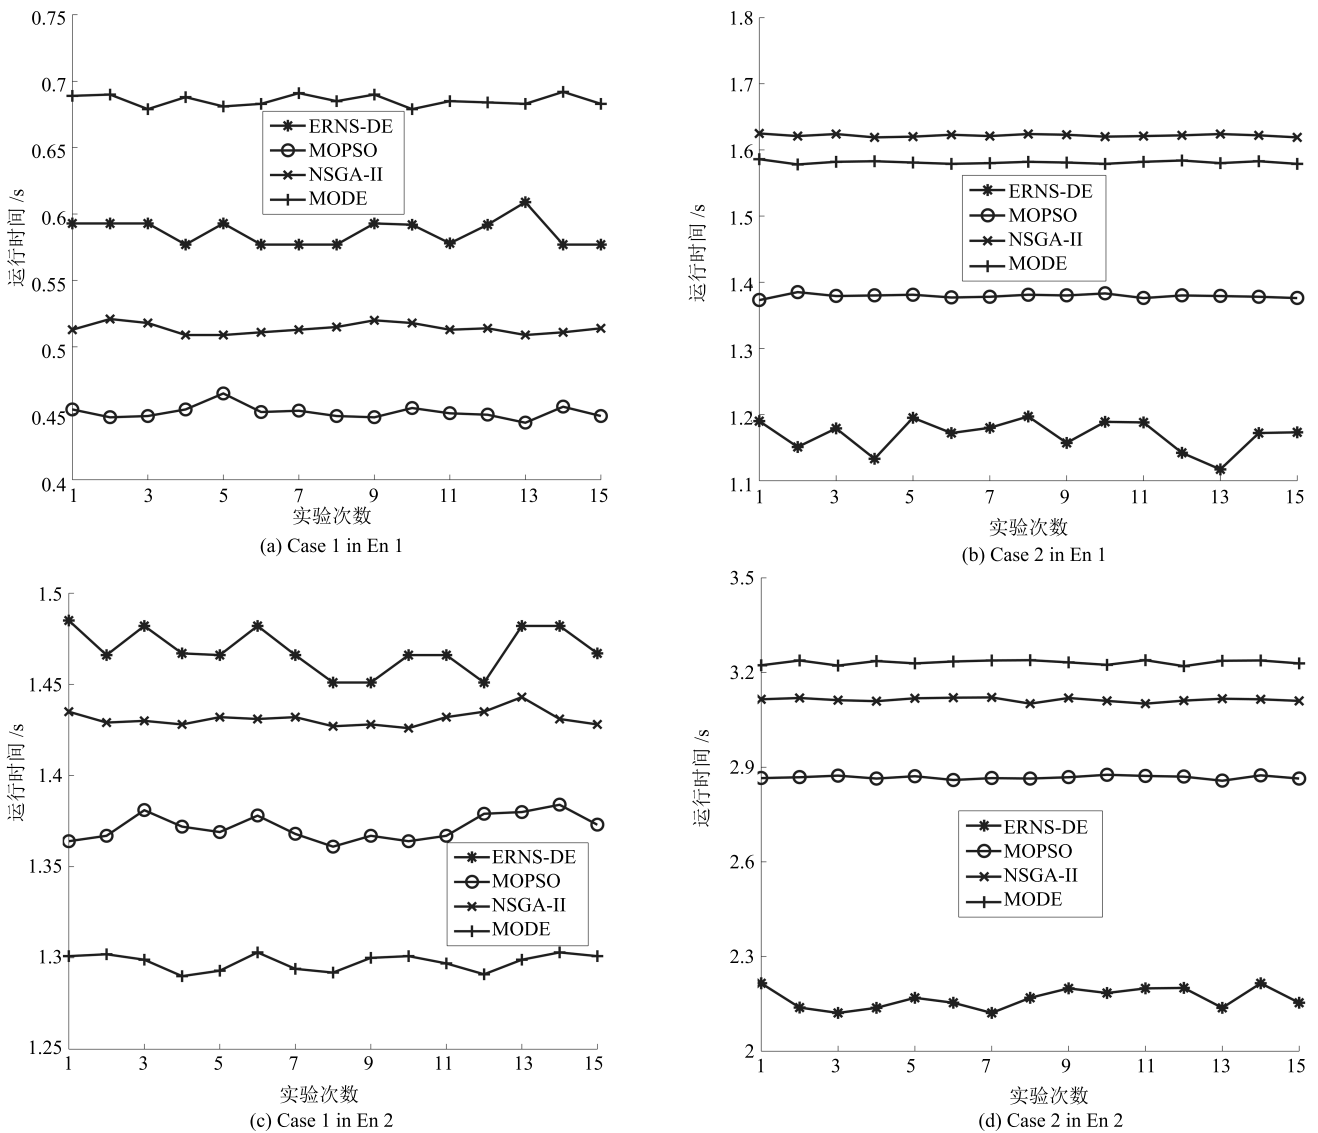 0.75
0.7
0.65
0.6
0.55
0.5
0.45
0.4
运行时间 /s
ERNS-DE
MOPSO
NSGA-II
MODE
1 3 5 7 9 11 13 15
实验次数
(a) Case 1 in En 1
1.8
1.7
1.6
1.5
1.4
1.3
1.2
1.1
运行时间 /s
ERNS-DE
MOPSO
NSGA-II
MODE
1 3 5 7 9 11 13 15
实验次数
(b) Case 2 in En 1
1.5
1.45
1.4
1.35
1.3
1.25
运行时间 /s
ERNS-DE
MOPSO
NSGA-II
MODE
1 3 5 7 9 11 13 15
实验次数
(c) Case 1 in En 2
3.5
3.2
2.9
2.6
2.3
2
运行时间 /s
ERNS-DE
MOPSO
NSGA-II
MODE
1 3 5 7 9 11 13 15
实验次数
(d) Case 2 in En 2